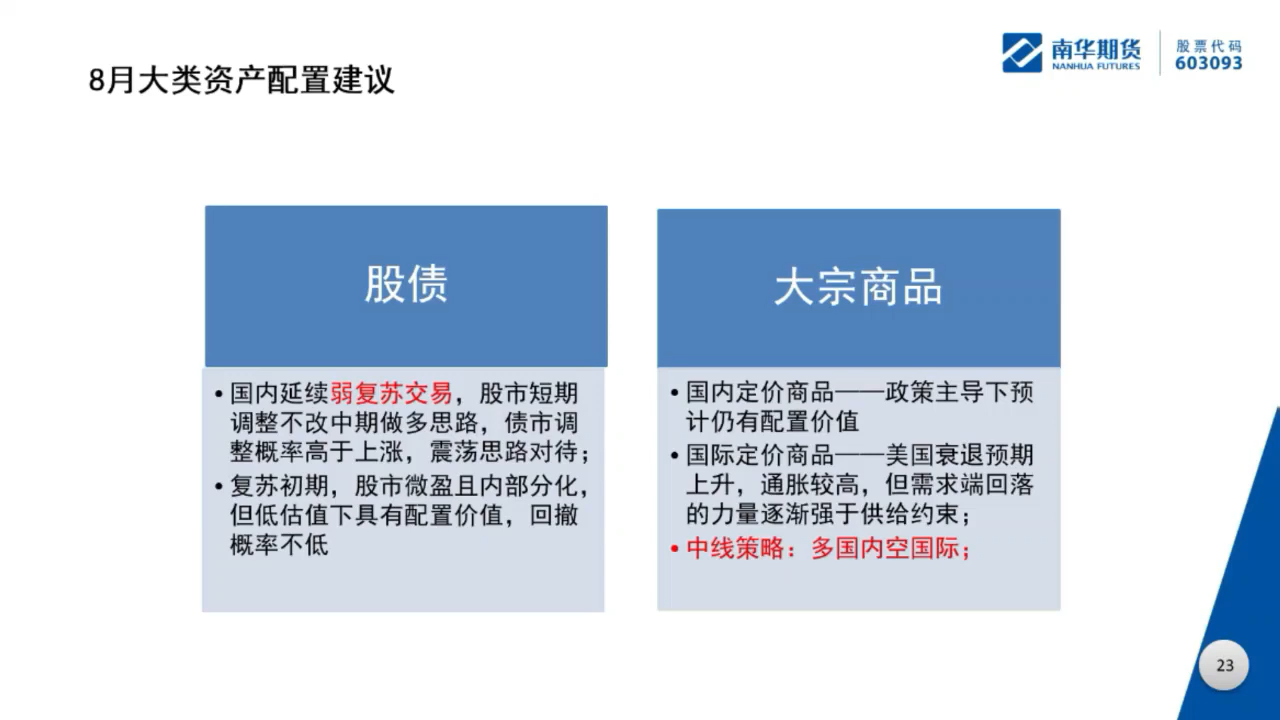 8月大类资产配置建议
南华期货
NANHUA FUTURES
股票代码
603093
股债
• 国内延续弱复苏交易，股市短期
调整不改中期做多思路，债市调
整概率高于上涨，震荡思路对待；
• 复苏初期，股市微盈且内部分化，
但低估值下具有配置价值，回撤
概率不低
大宗商品
• 国内定价商品——政策主导下预
计仍有配置价值
• 国际定价商品——美国衰退预期
上升，通胀较高，但需求端回落
的力量逐渐强于供给约束；
• 中线策略：多国内空国际；
23